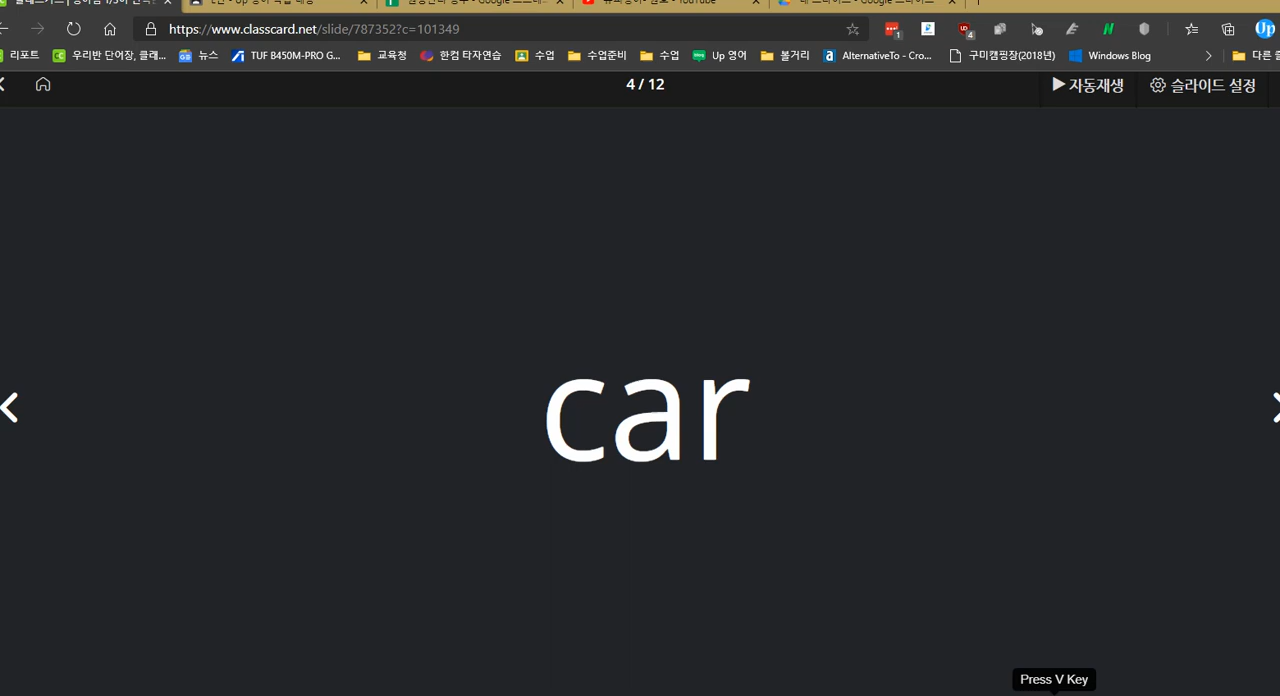 https://www.classcard.net/slide/787352?c=101349
리포트 우리반 단어장, 클래... 뉴스 TUF B450M-PRO G... 교육청 한컴 타자연습 수업 수업준비 수업 Up 영어 볼거리 AlternativeTo - Cro... 구미캠핑장(2018년) Windows Blog 다른
4 / 12
자동재생 슬라이드 설정
car
Press V Key